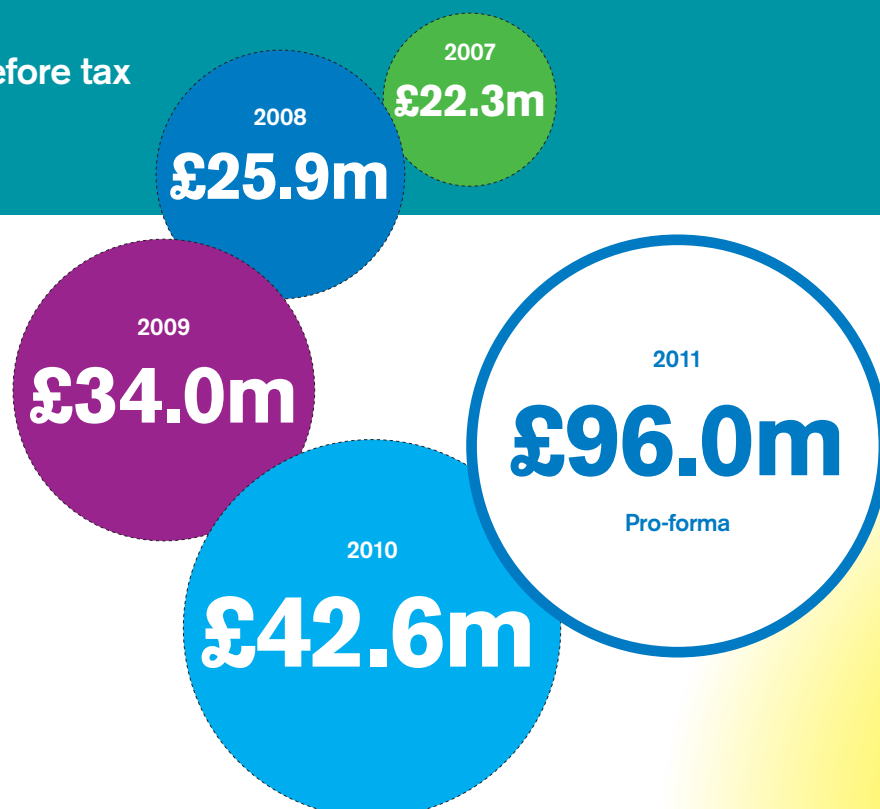 efore tax
2007
£22.3m
2008
£25.9m
2009
£34.0m
2011
£96.0m
Pro-forma
2010
£42.6m